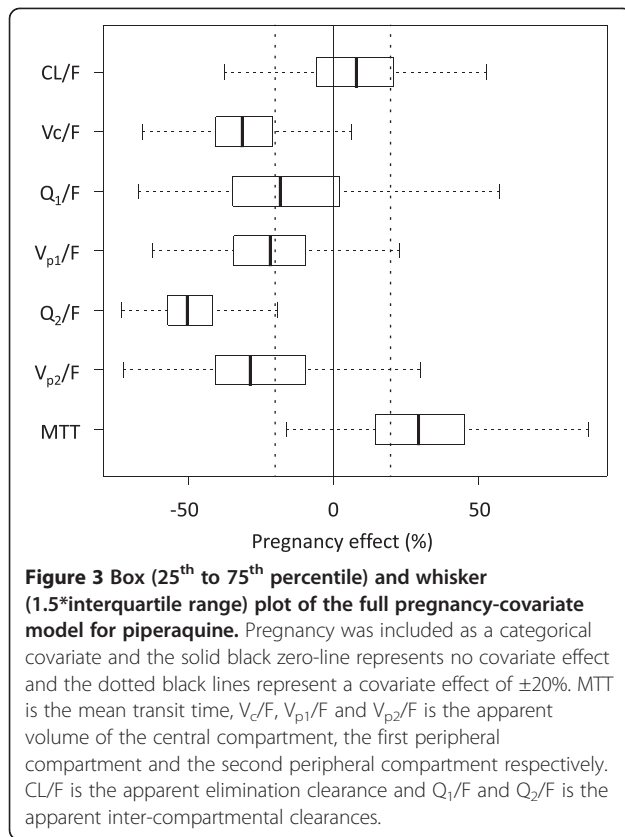 CL/F
Vc/F
Q₁/F
Vp1/F
Q₂/F
Vp2/F
MTT
-50 0 50
Pregnancy effect (%)
Figure 3 Box (25th to 75th percentile) and whisker
(1.5*interquartile range) plot of the full pregnancy-covariate
model for piperaquine. Pregnancy was included as a categorical
covariate and the solid black zero-line represents no covariate effect
and the dotted black lines represent a covariate effect of ±20%. MTT
is the mean transit time, Vc/F, Vp1/F and Vp2/F is the apparent
volume of the central compartment, the first peripheral
compartment and the second peripheral compartment respectively.
CL/F is the apparent elimination clearance and Q₁/F and Q₂/F is the
apparent inter-compartmental clearances.